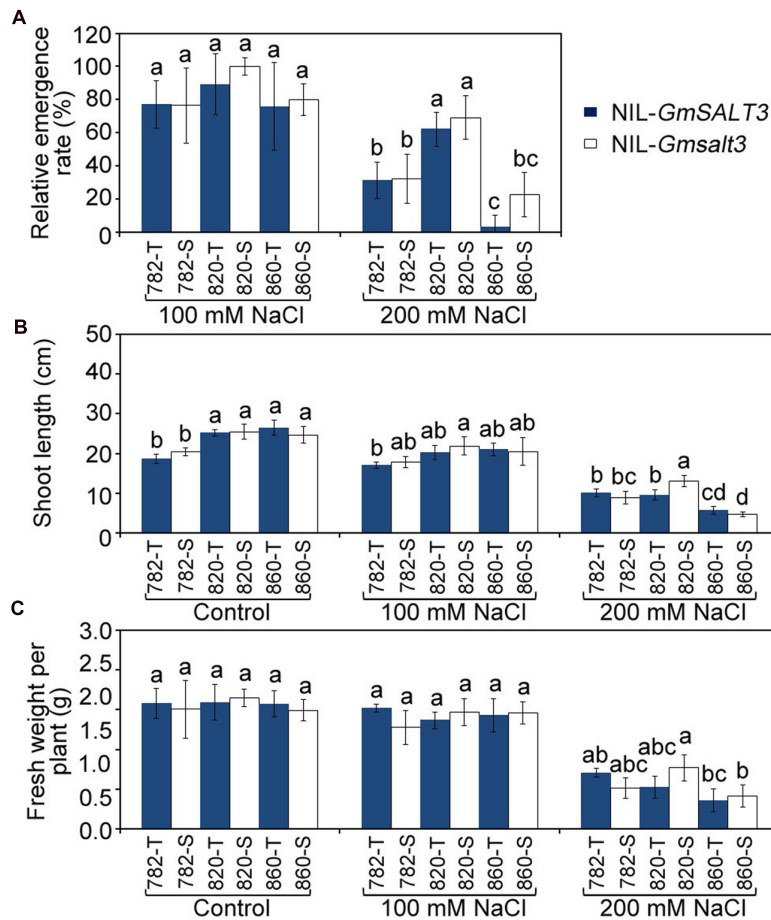 A
Relative emergence
rate (%)
120
100
80
60
40
20
0
a a a a a a
b b a a c bc
782-T 782-S 820-T 820-S 860-T 860-S
782-T 782-S 820-T 820-S 860-T 860-S
100 mM NaCl 200 mM NaCl
NIL-GmSALT3
NIL-Gmsalt3
B
Shoot length (cm)
50
40
30
20
10
0
b b a a a a
b ab ab a ab ab
b bc b a cd d
782-T 782-S 820-T 820-S 860-T 860-S
782-T 782-S 820-T 820-S 860-T 860-S
782-T 782-S 820-T 820-S 860-T 860-S
Control 100 mM NaCl 200 mM NaCl
C
Fresh weight per
plant (g)
3.0
2.0
1.5
1.0
0.5
0.0
a a a a a a
a a a a a a
ab abc abc a bc b
782-T 782-S 820-T 820-S 860-T 860-S
782-T 782-S 820-T 820-S 860-T 860-S
782-T 782-S 820-T 820-S 860-T 860-S
Control 100 mM NaCl 200 mM NaCl